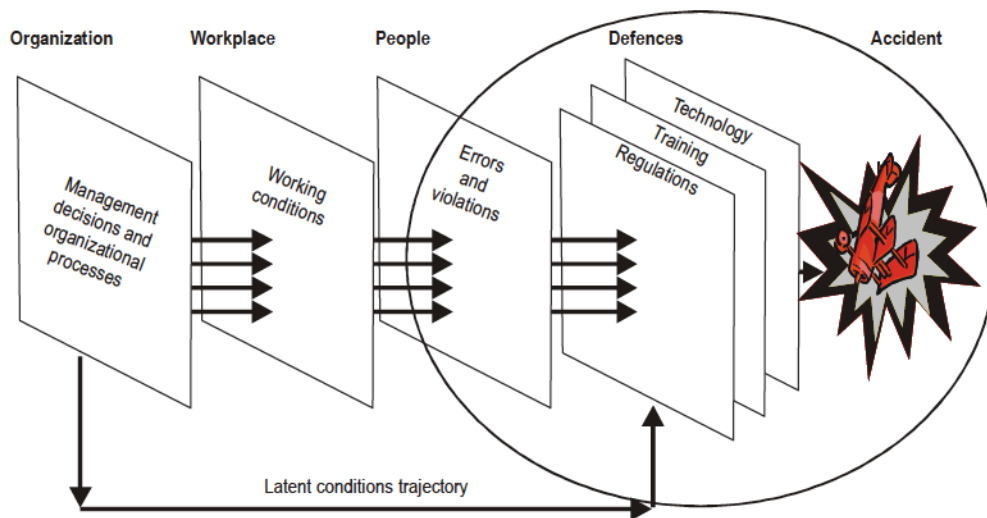 Organization
Workplace
People
Defences
Accident
Management
decisions and
organizational
processes
Working
conditions
Errors
and
violations
Technology
Training
Regulations
Latent conditions trajectory